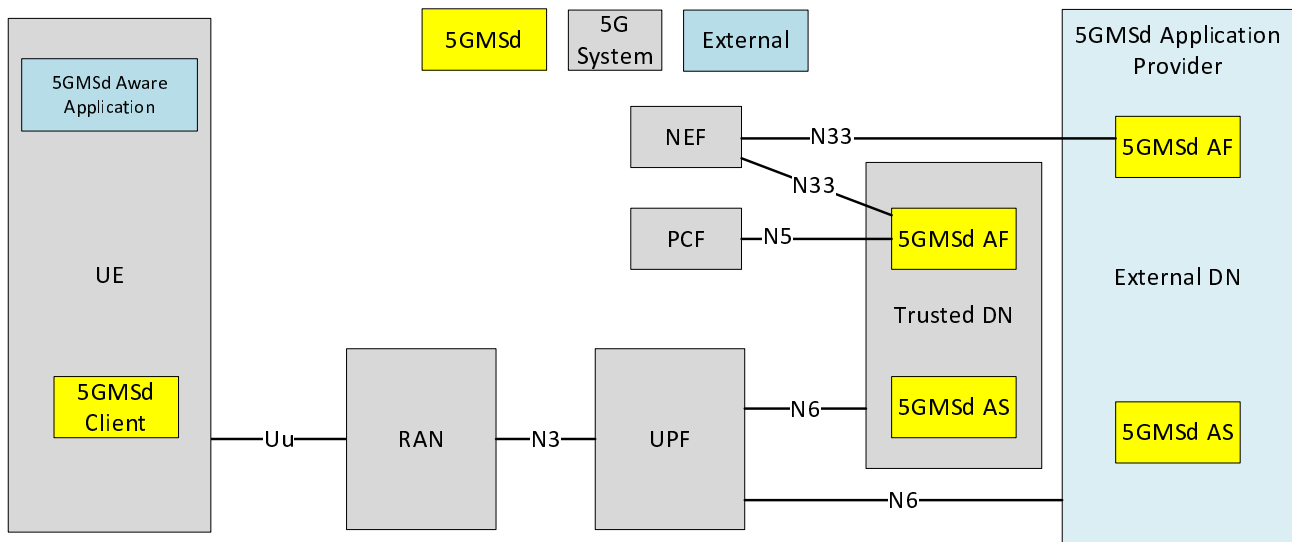 5GMSd
5G
System
External
5GMSd Application
Provider
5GMSd Aware
Application
NEF
N33
5GMSd AF
N33
PCF
N5
5GMSd AF
UE
External DN
Trusted DN
5GMSd
Client
5GMSd AS
N6
5GMSd AS
Uu
RAN
N3
UPF
N6